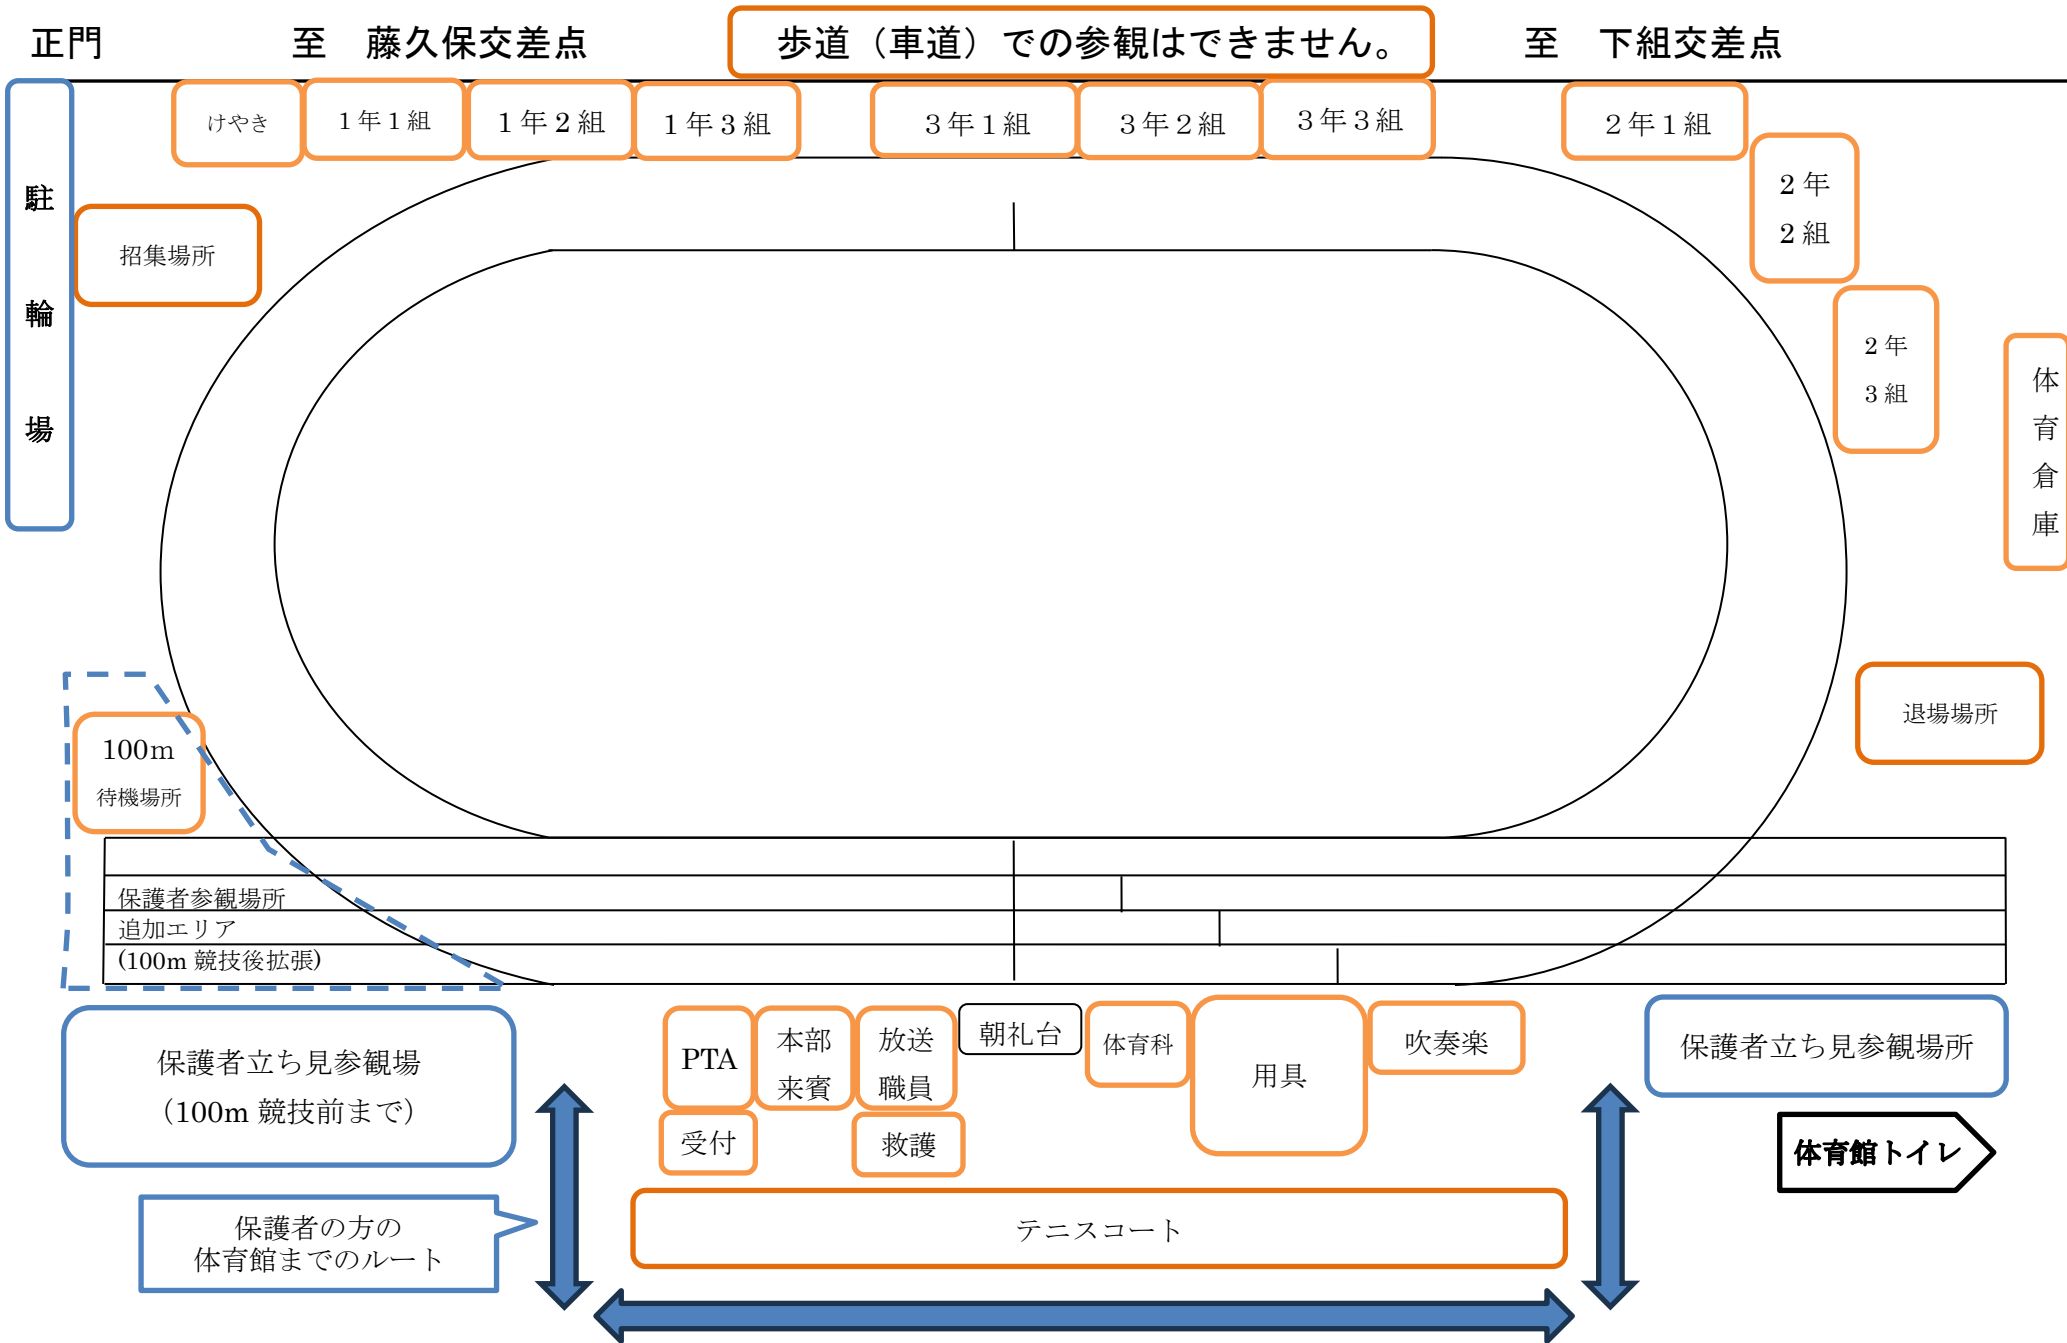 正門
至　藤久保交差点
歩道（車道）での参観はできません。
至　下組交差点
けやき
１年１組
１年２組
１年３組
３年１組
３年２組
３年３組
２年１組
２年
２組
２年
３組
駐輪場
招集場所
体育倉庫
退場場所
100m
待機場所
保護者参観場所
追加エリア
(100m 競技後拡張)
保護者立ち見参観場
（100m 競技前まで）
PTA
本部
来賓
放送
職員
朝礼台
体育科
用具
吹奏楽
保護者立ち見参観場所
受付
救護
体育館トイレ
保護者の方の
体育館までのルート
テニスコート